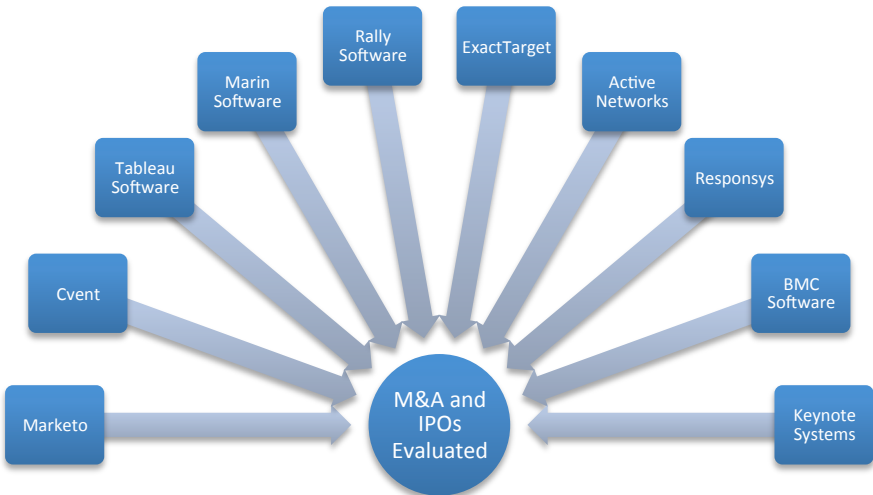 Rally
Software
ExactTarget
Marin
Software
Active
Networks
Tableau
Software
Responsys
Cvent
BMC
Software
Marketo
M&A and
IPOs
Evaluated
Keynote
Systems